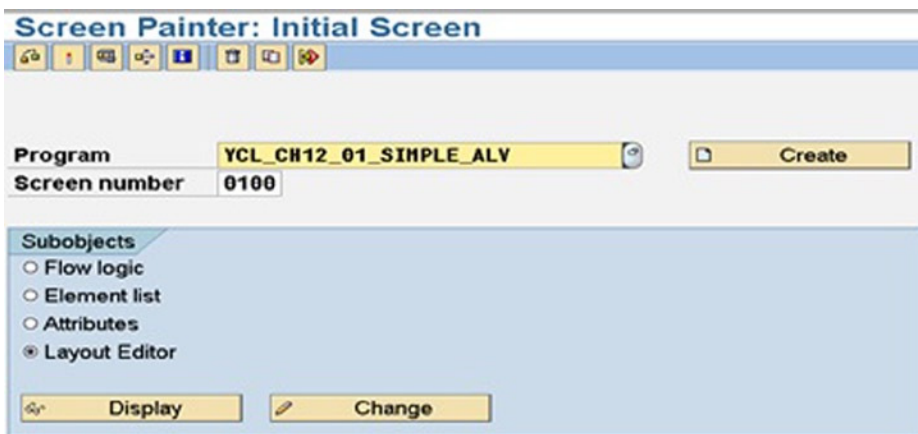 Screen Painter: Initial Screen
Program YCL_CH12_01_SIMPLE_ALV Create
Screen number 0100
Subobjects
Flow logic
Element list
Attributes
Layout Editor
Display Change